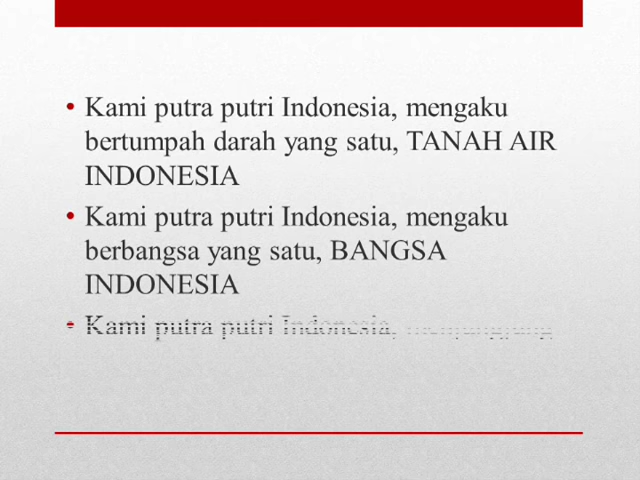 • Kami putra putri Indonesia, mengaku
bertumpah darah yang satu, TANAH AIR
INDONESIA
• Kami putra putri Indonesia, mengaku
berbangsa yang satu, BANGSA
INDONESIA
• Kami putra putri Indonesia,